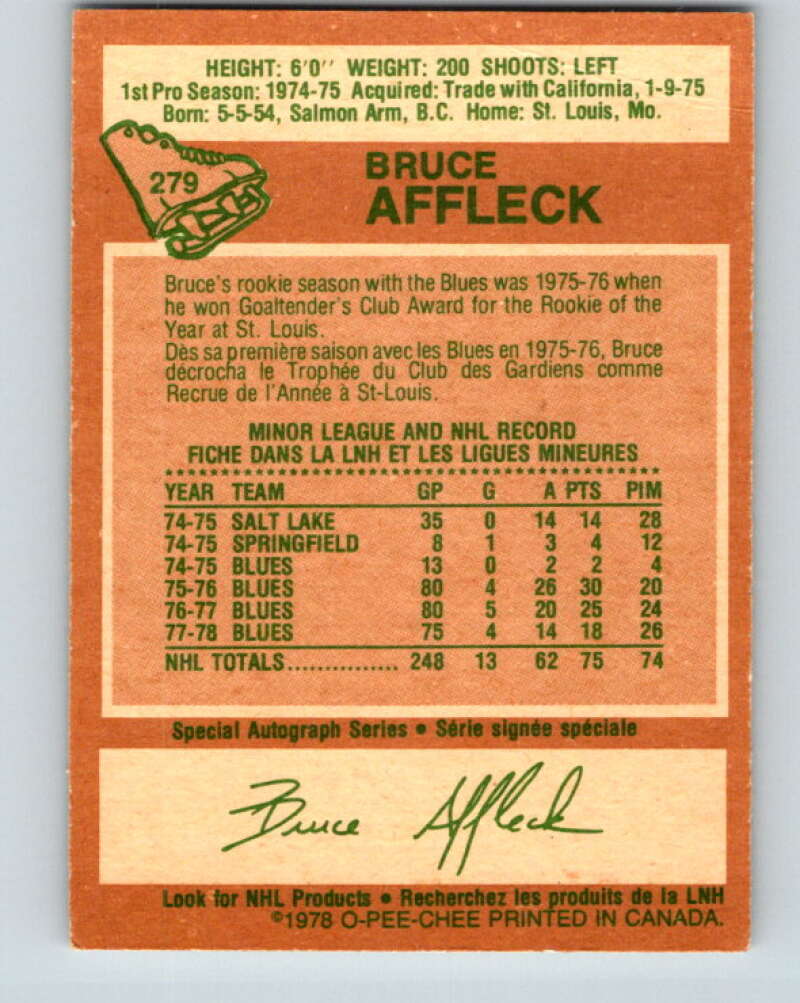 HEIGHT: 6'0'' WEIGHT: 200 SHOOTS: LEFT
1st Pro Season: 1974-75 Acquired: Trade with California, 1-9-75
Born: 5-5-54, Salmon Arm, B.C. Home: St. Louis, Mo.
279
BRUCE
AFFLECK
Bruce's rookie season with the Blues was 1975-76 when
he won Goaltender's Club Award for the Rookie of the
Year at St. Louis.
Dès sa première saison avec les Blues en 1975-76, Bruce
décrocha le Trophée du Club des Gardiens comme
Recrue de l'Année à St-Louis.
MINOR LEAGUE AND NHL RECORD
FICHE DANS LA LNH ET LES LIGUES MINEURES
YEAR TEAM GP G A PTS PIM
74-75 SALT LAKE 35 0 14 14 28
74-75 SPRINGFIELD 8 1 3 4 12
74-75 BLUES 13 0 2 2 4
75-76 BLUES 80 4 26 30 20
76-77 BLUES 80 5 20 25 24
77-78 BLUES 75 4 14 18 26
NHL TOTALS............... 248 13 62 75 74
Special Autograph Series • Série signée spéciale
Bruce Affleck
Look for NHL Products • Recherchez les produits de la LNH
©1978 O-PEE-CHEE PRINTED IN CANADA.